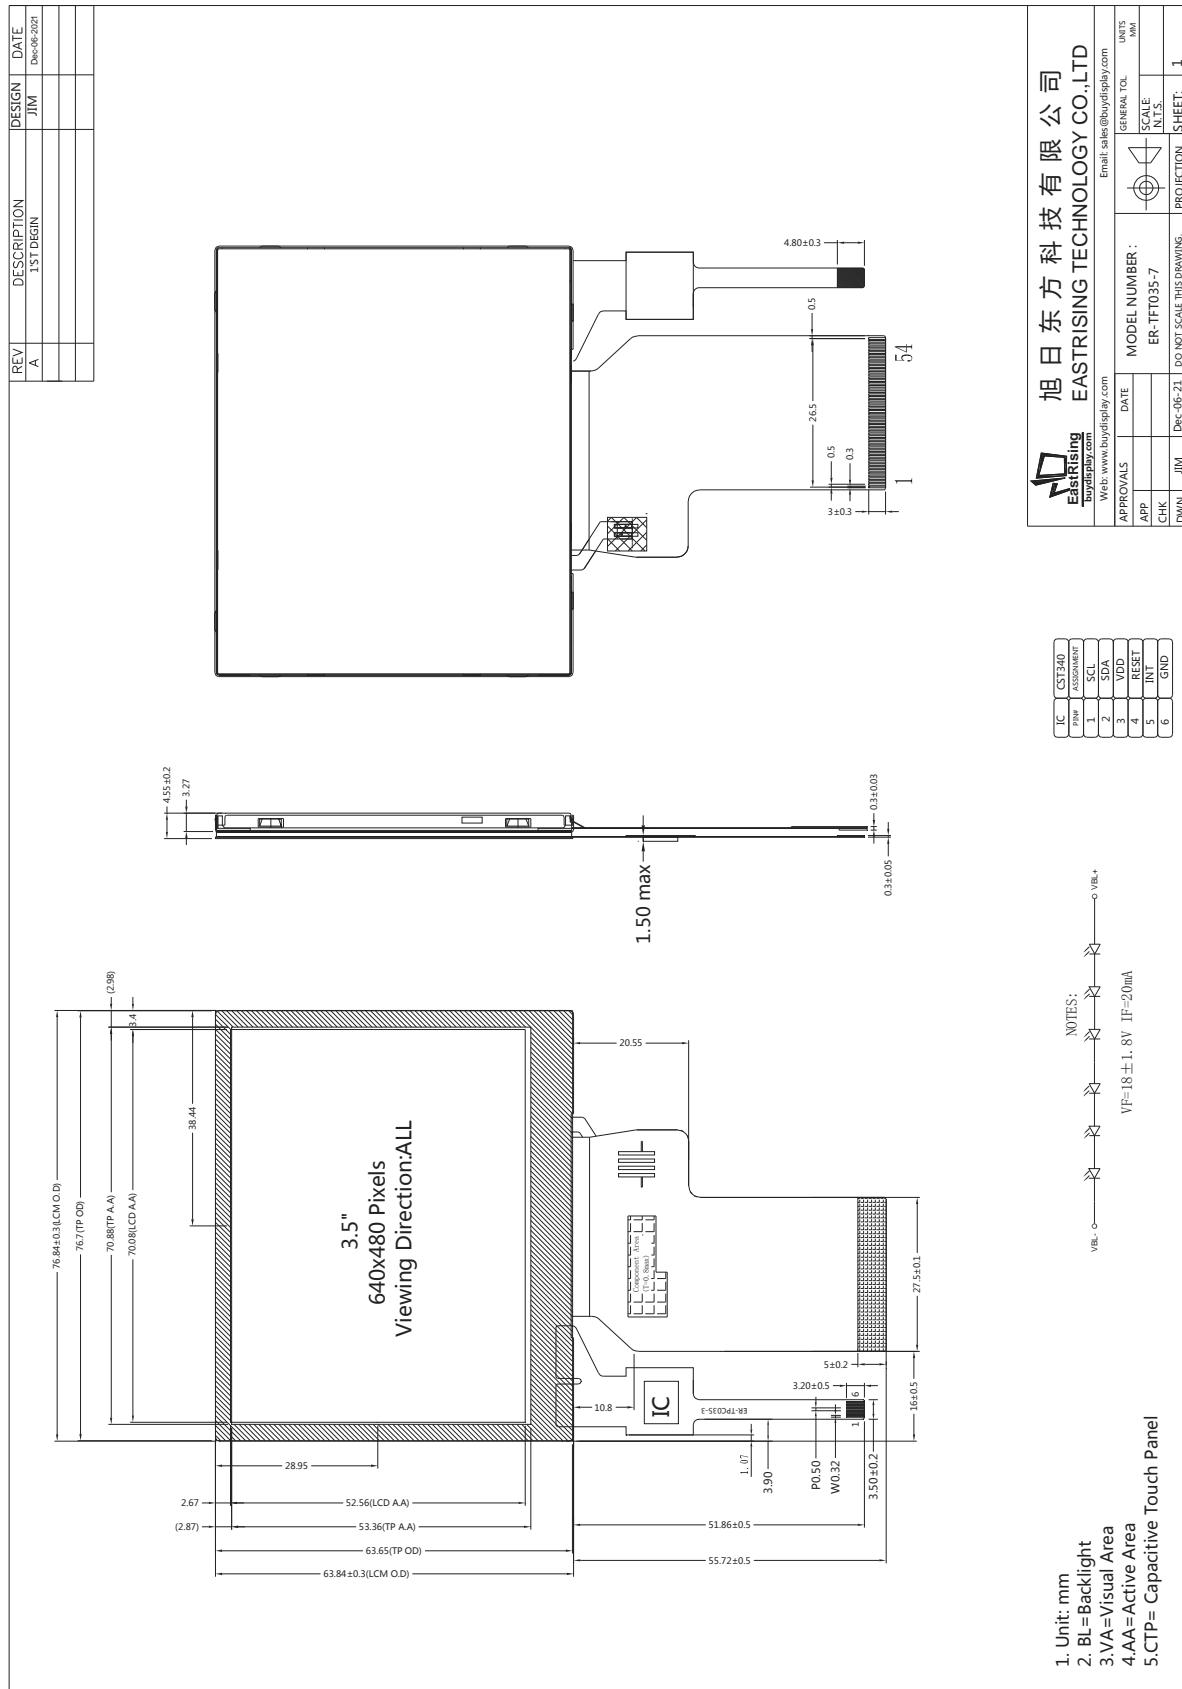 REV DESCRIPTION DESIGN DATE
A 1'ST DEGIN JIM Dec-06-2021
76.84±0.3(LCM O.D)
76.7(TP OD)
70.88(TP A.A)
70.08(LCD A.A)
(2.98)
3.4
38.44
3.5"
640x480 Pixels
Viewing Direction:ALL
28.95
2.67
52.56(LCD A.A)
(2.87)
53.36(TP A.A)
63.65(TP OD)
63.84±0.3(LCM O.D)
20.55
Component Area
(T=0.8max)
10.8
IC
ER-TPC035-3
1.07
3.90
P0.50
W0.32
3.50±0.2
3.20±0.5
1 6
5±0.2
16±0.5
27.5±0.1
51.86±0.5
55.72±0.5
4.55±0.2
3.27
1.50 max
0.3±0.03
0.3±0.05
4.80±0.3
0.5
26.5
0.5
0.3
3±0.3
1 54
IC CST340
PIN# ASSIGNMENT
1 SCL
2 SDA
3 VDD
4 RESET
5 INT
6 GND
NOTES:
VBL- VBL+
VF=18±1.8V IF=20mA
1. Unit: mm
2. BL=Backlight
3.VA=Visual Area
4.AA=Active Area
5.CTP= Capacitive Touch Panel
EastRising
buydisplay.com
旭日东方科技有限公司
EASTRISING TECHNOLOGY CO.,LTD
Web: www.buydisplay.com Email: sales@buydisplay.com
APPROVALS DATE
APP
CHK
DWN JIM Dec-06-21
MODEL NUMBER :
ER-TFT035-7
DO NOT SCALE THIS DRAWING.
PROJECTION
GENERAL TOL. UNITS
MM
SCALE:
N.T.S.
SHEET: 1